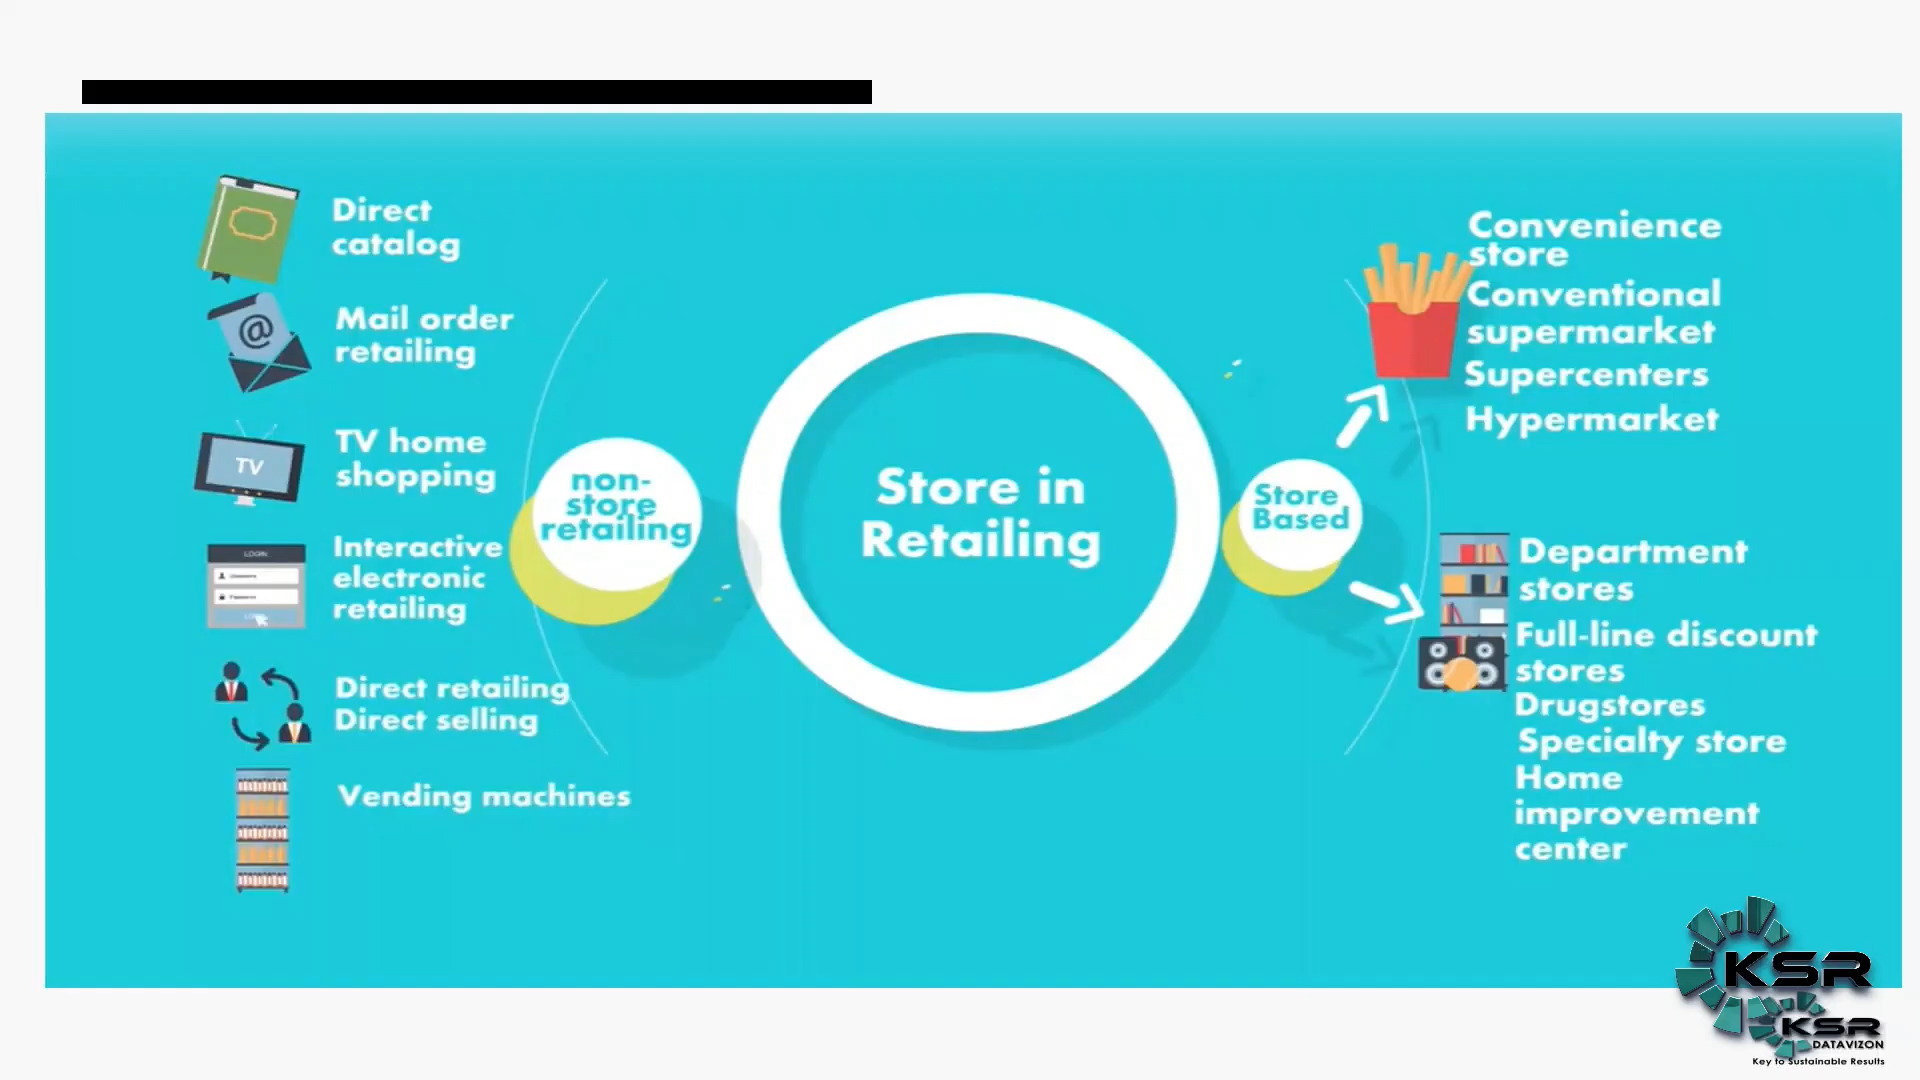 Direct
catalog
@
Mail order
retailing
TV
TV home
shopping
LOGIN
Interactive
electronic
retailing
Direct retailing
Direct selling
Vending machines
non-
store
retailing
Store in
Retailing
Store
Based
Convenience
store
Conventional
supermarket
Supercenters
Hypermarket
Department
stores
Full-line discount
stores
Drugstores
Specialty store
Home
improvement
center
KSR
KSR
DATAVIZON
Key to Sustainable Results